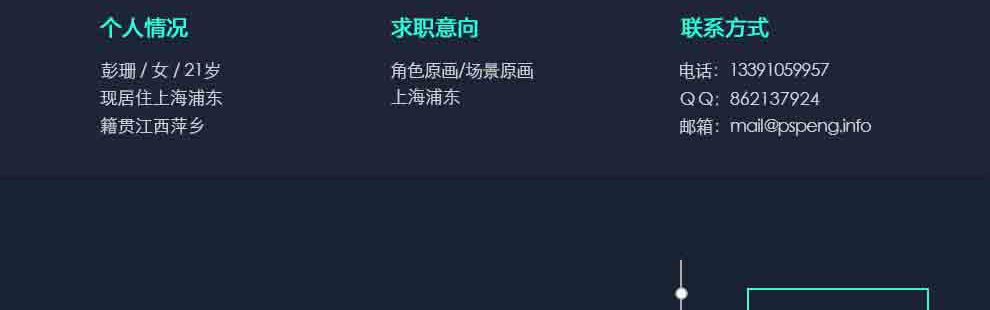 个人情况
彭珊 / 女 / 21岁
现居住上海浦东
籍贯江西萍乡
求职意向
角色原画/场景原画
上海浦东
联系方式
电话：13391059957
Q Q：862137924
邮箱：mail@pspeng.info